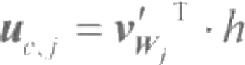 u_{c,j} = v'_{W_j}^T · h